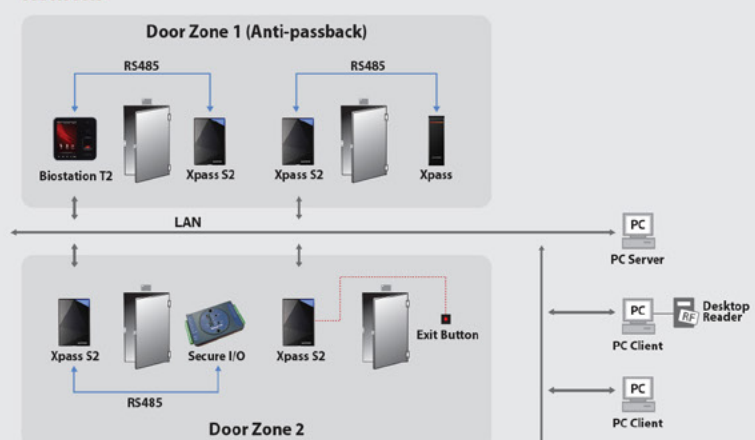 Door Zone 1 (Anti-passback)
RS485
RS485
Biostation T2
Xpass S2
Xpass S2
Xpass
LAN
PC
PC Server
Xpass S2
Secure I/O
Xpass S2
Exit Button
PC
RF
Desktop
Reader
PC Client
RS485
PC
PC Client
Door Zone 2